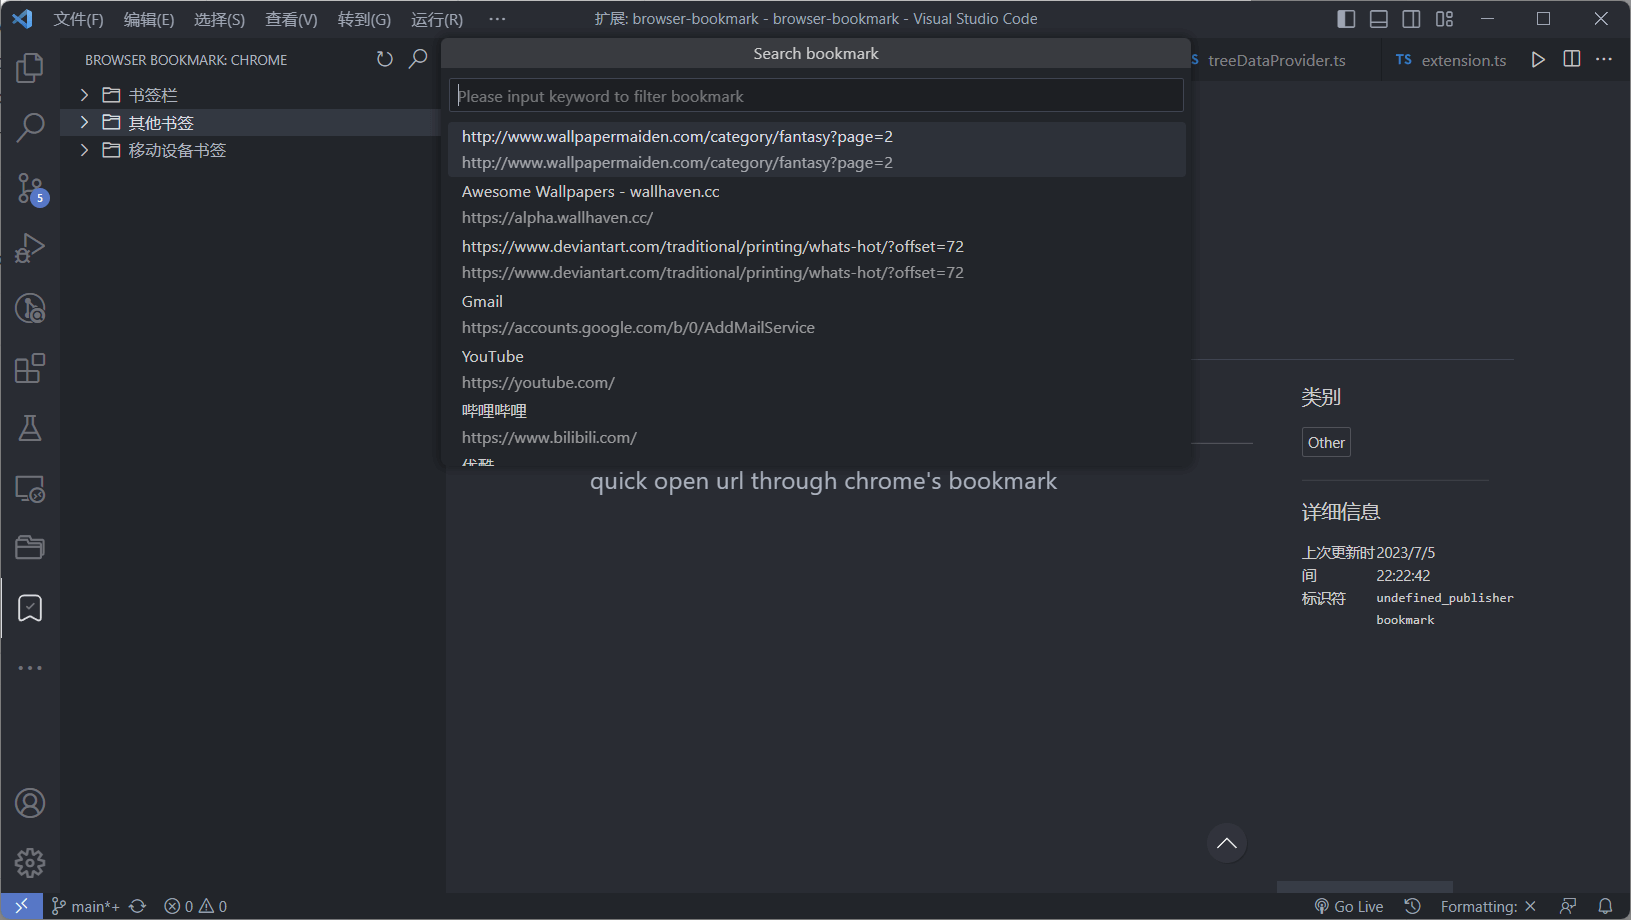 文件(F) 编辑(E) 选择(S) 查看(V) 转到(G) 运行(R) ··· 扩展: browser-bookmark - browser-bookmark - Visual Studio Code
BROWSER BOOKMARK: CHROME
书签栏
其他书签
移动设备书签
5
Search bookmark
Please input keyword to filter bookmark
http://www.wallpapermaiden.com/category/fantasy?page=2
http://www.wallpapermaiden.com/category/fantasy?page=2
Awesome Wallpapers - wallhaven.cc
https://alpha.wallhaven.cc/
https://www.deviantart.com/traditional/printing/whats-hot/?offset=72
https://www.deviantart.com/traditional/printing/whats-hot/?offset=72
Gmail
https://accounts.google.com/b/0/AddMailService
YouTube
https://youtube.com/
哔哩哔哩
https://www.bilibili.com/
优酷
TS treeDataProvider.ts TS extension.ts
quick open url through chrome's bookmark
类别
Other
详细信息
上次更新时间 2023/7/5
22:22:42
标识符 undefined_publisher
bookmark
main*+ 0 0 Go Live Formatting: ×